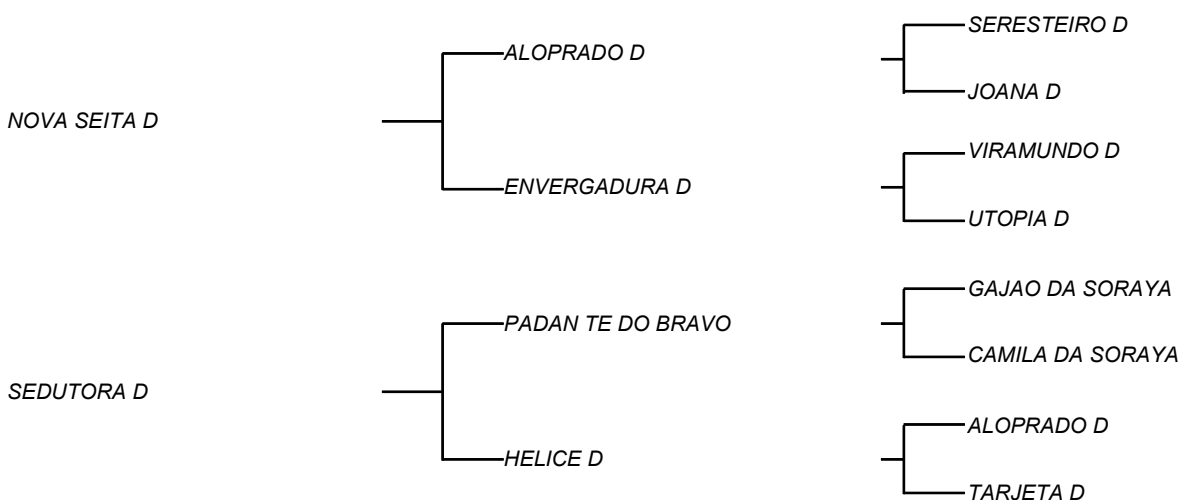 SERESTEIRO D
ALOPRADO D
JOANA D
NOVA SEITA D
VIRAMUNDO D
ENVERGADURA D
UTOPIA D
GAJAO DA SORAYA
PADAN TE DO BRAVO
CAMILA DA SORAYA
SEDUTORA D
ALOPRADO D
HELICE D
TARJETA D